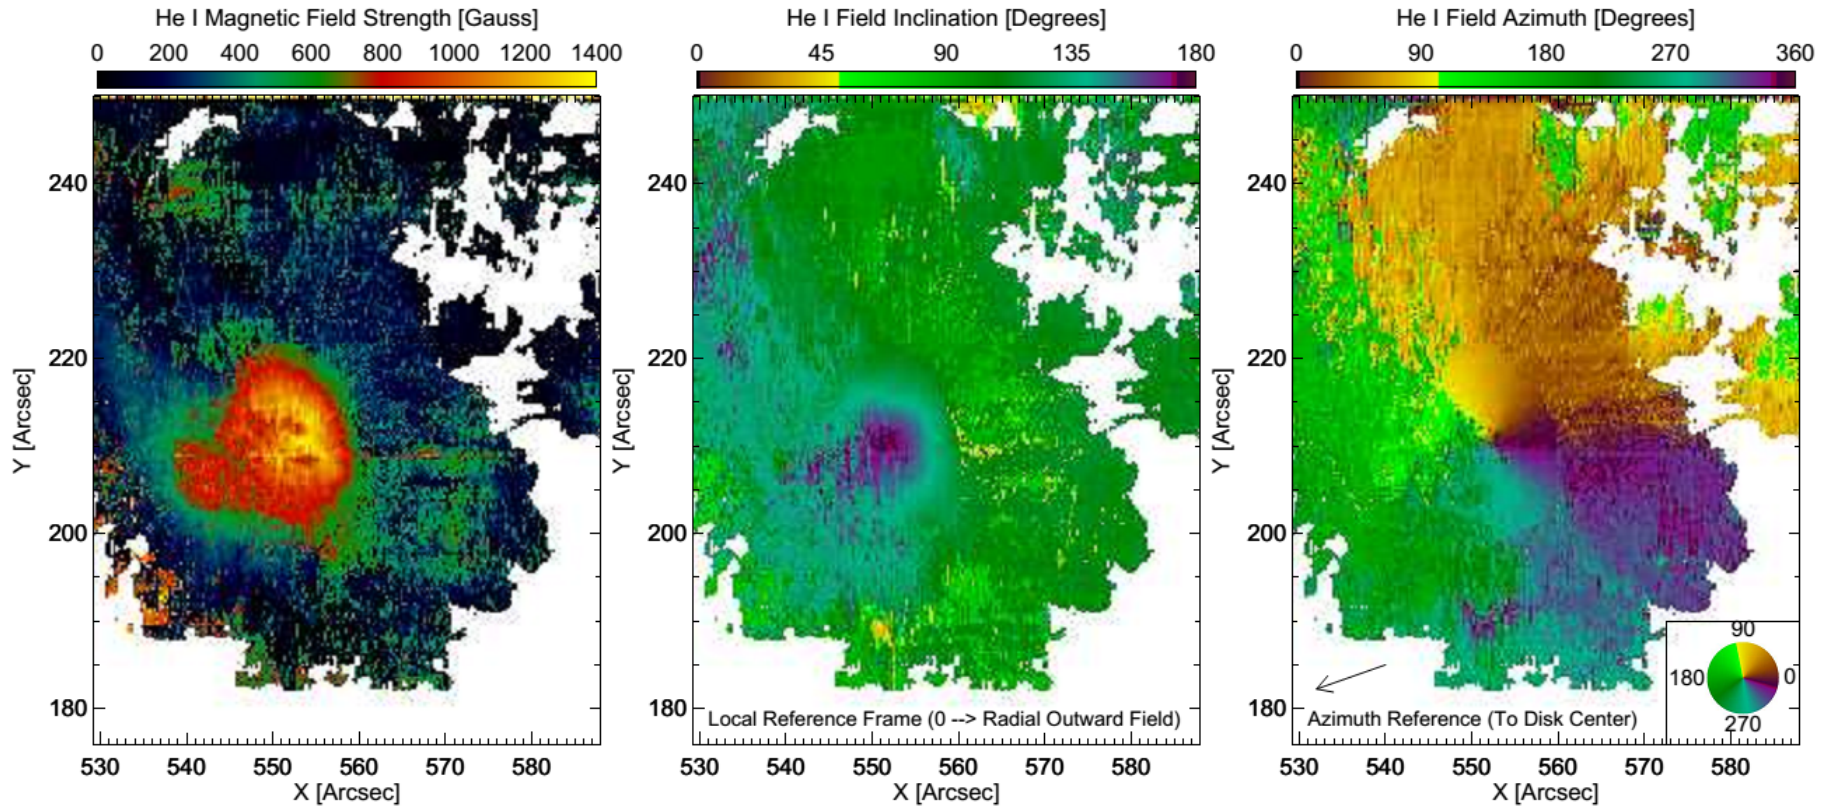 He I Magnetic Field Strength [Gauss]
0 200 400 600 800 1000 1200 1400
240
220
200
180
Y [Arcsec]
530 540 550 560 570 580
X [Arcsec]
He I Field Inclination [Degrees]
0 45 90 135 180
240
220
200
180
Y [Arcsec]
Local Reference Frame (0 --> Radial Outward Field)
530 540 550 560 570 580
X [Arcsec]
He I Field Azimuth [Degrees]
0 90 180 270 360
240
220
200
180
Y [Arcsec]
90
180 0
270
Azimuth Reference (To Disk Center)
530 540 550 560 570 580
X [Arcsec]